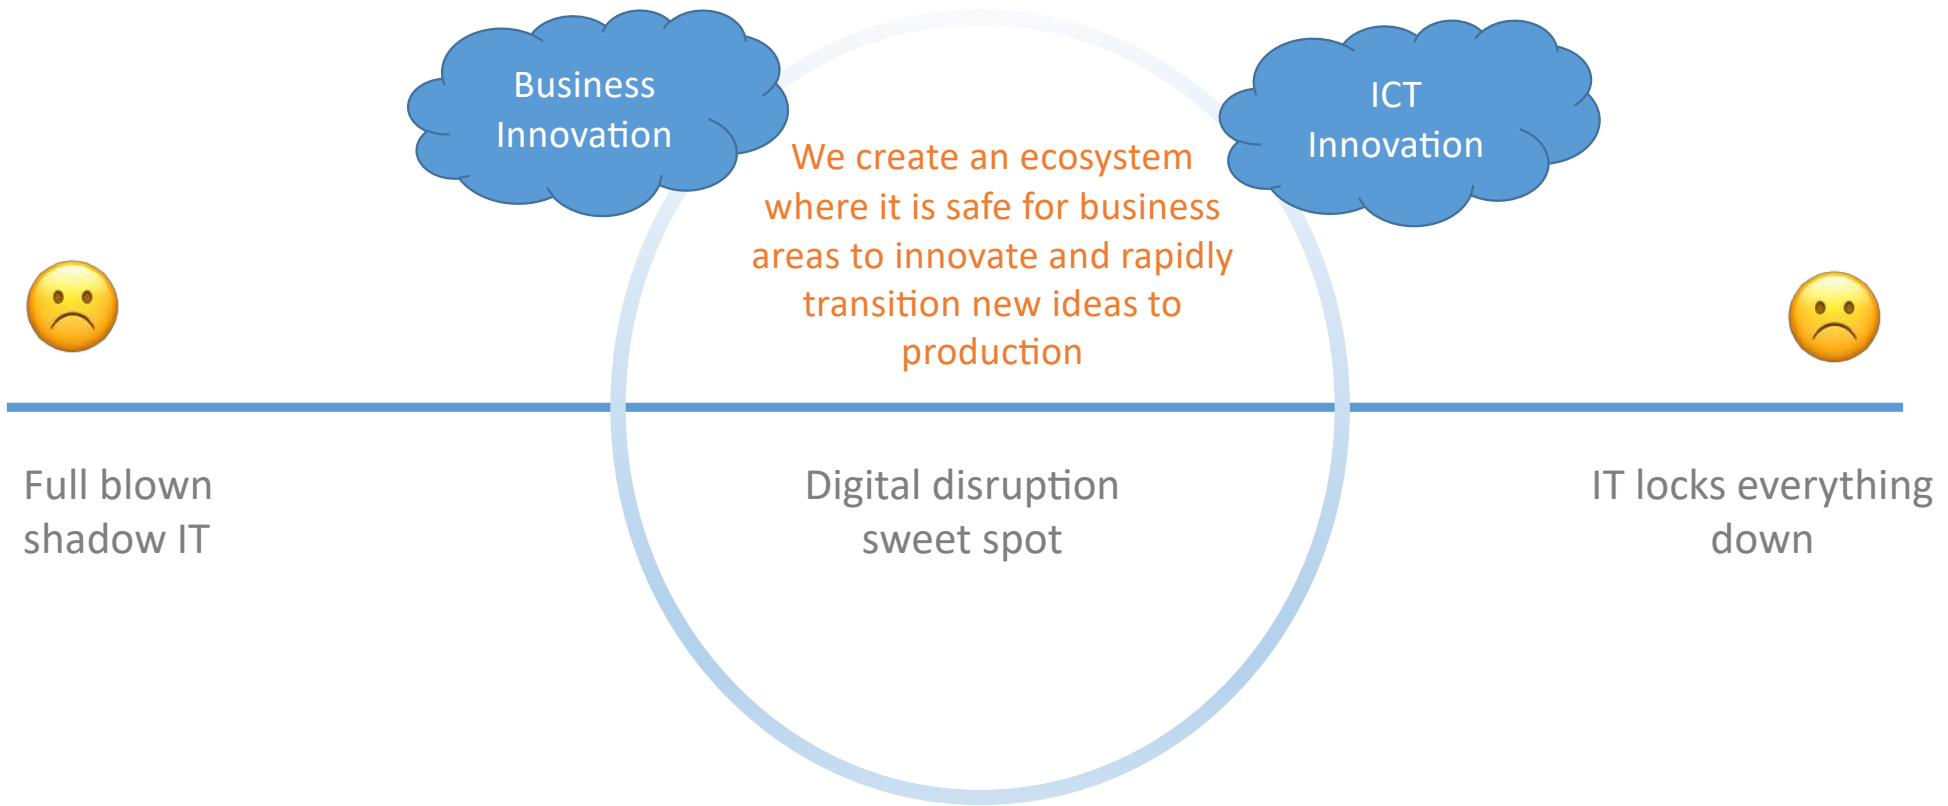 Business
Innovation
ICT
Innovation
We create an ecosystem
where it is safe for business
areas to innovate and rapidly
transition new ideas to
production
Full blown
shadow IT
Digital disruption
sweet spot
IT locks everything
down